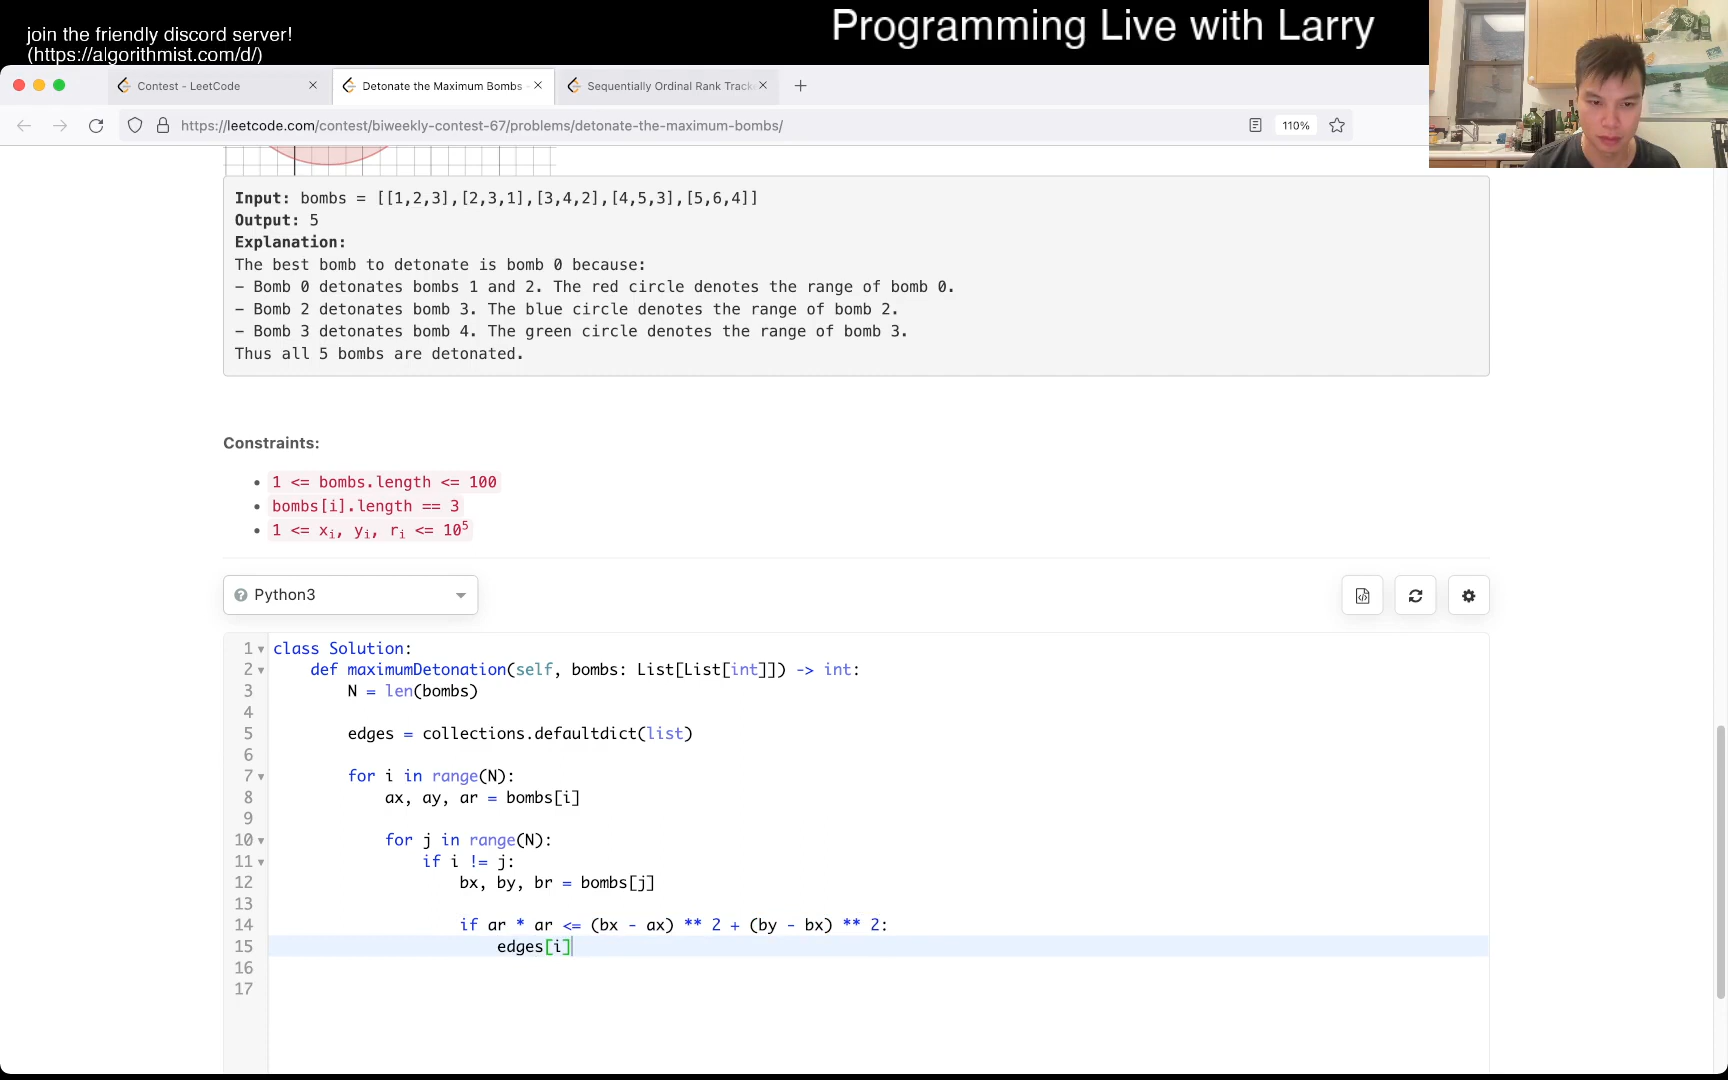 join the friendly discord server!
(https://algorithmist.com/d/)
Programming Live with Larry
Contest - LeetCode
Detonate the Maximum Bombs -
Sequentially Ordinal Rank Track
https://leetcode.com/contest/biweekly-contest-67/problems/detonate-the-maximum-bombs/
110%
Input: bombs = [[1,2,3],[2,3,1],[3,4,2],[4,5,3],[5,6,4]]
Output: 5
Explanation:
The best bomb to detonate is bomb 0 because:
- Bomb 0 detonates bombs 1 and 2. The red circle denotes the range of bomb 0.
- Bomb 2 detonates bomb 3. The blue circle denotes the range of bomb 2.
- Bomb 3 detonates bomb 4. The green circle denotes the range of bomb 3.
Thus all 5 bombs are detonated.
Constraints:
• 1 <= bombs.length <= 100
• bombs[i].length == 3
• 1 <= xi, yi, ri <= 10^5
Python3
1 class Solution:
2 def maximumDetonation(self, bombs: List[List[int]]) -> int:
3 N = len(bombs)
4
5 edges = collections.defaultdict(list)
6
7 for i in range(N):
8 ax, ay, ar = bombs[i]
9
10 for j in range(N):
11 if i != j:
12 bx, by, br = bombs[j]
13
14 if ar * ar <= (bx - ax) ** 2 + (by - bx) ** 2:
15 edges[i]
16
17